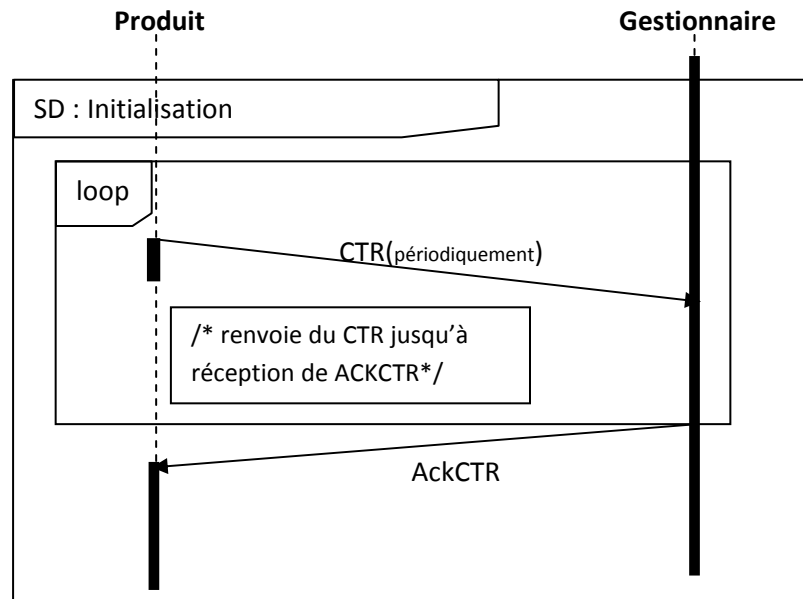 Produit
Gestionnaire
SD : Initialisation
loop
CTR(périodiquement)
/* renvoie du CTR jusqu'à
réception de ACKCTR*/
AckCTR